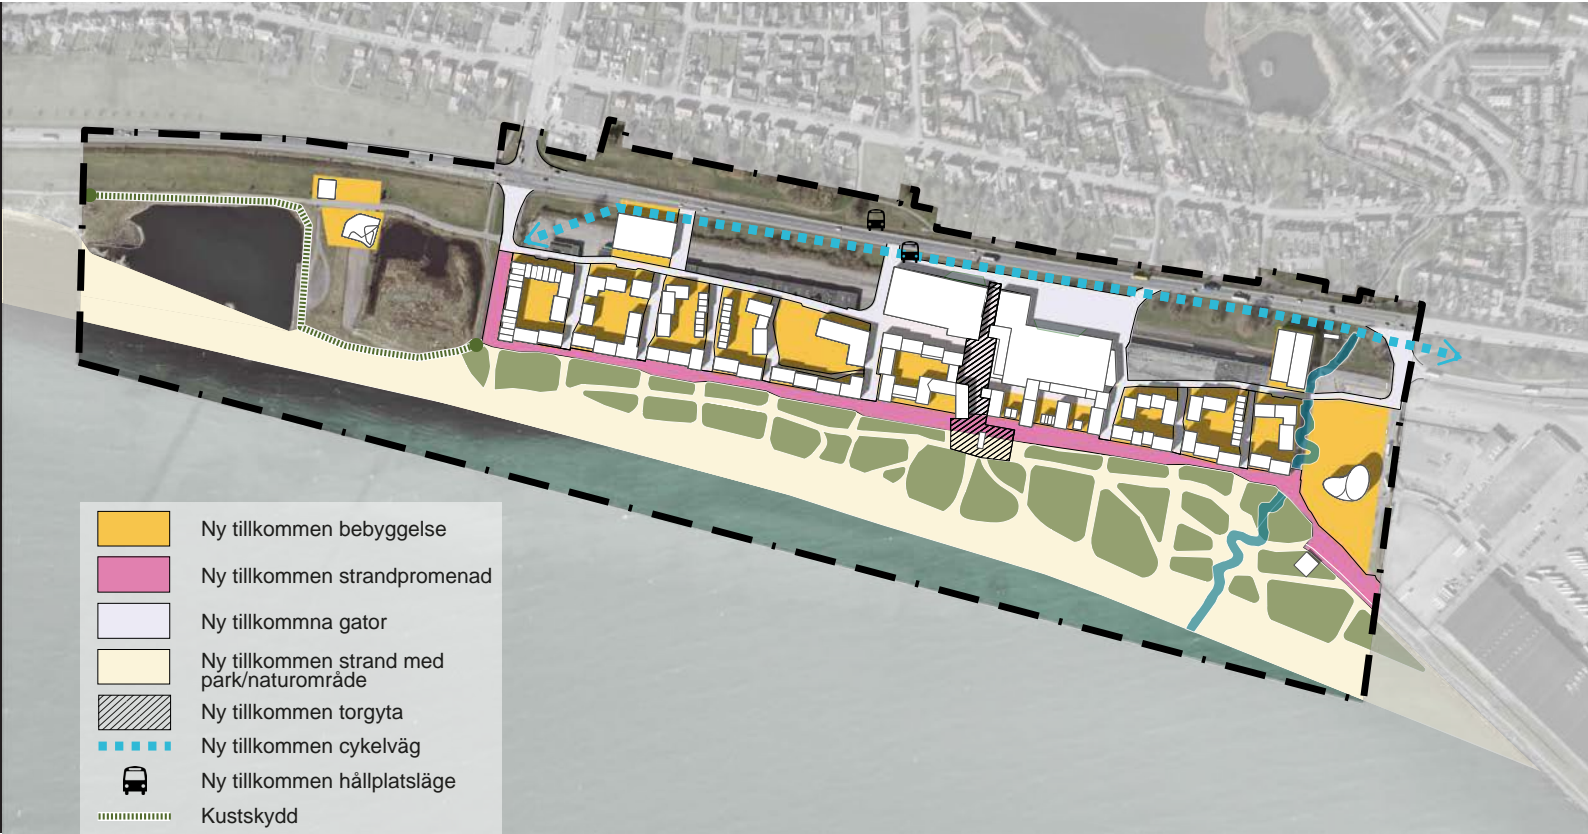 Ny tillkommen bebyggelse
Ny tillkommen strandpromenad
Ny tillkommna gator
Ny tillkommen strand med
park/naturområde
Ny tillkommen torgyta
Ny tillkommen cykelväg
Ny tillkommen hållplatsläge
Kustskydd